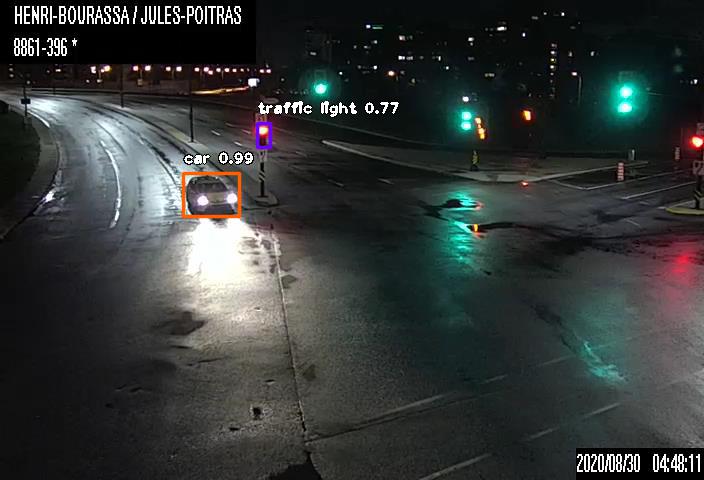 HENRI-BOURASSA / JULES-POITRAS
8861-396 *
traffic light 0.77
car 0.99
2020/08/30 04:48:11